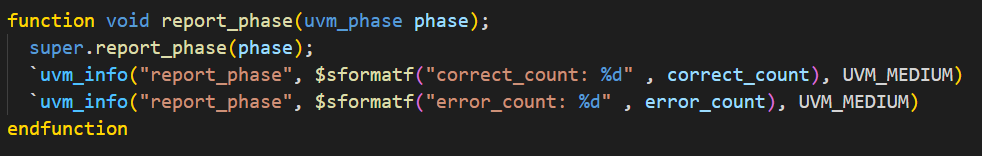 function void report_phase(uvm_phase phase);
super.report_phase(phase);
`uvm_info("report_phase", $sformatf("correct_count: %d" , correct_count), UVM_MEDIUM)
`uvm_info("report_phase", $sformatf("error_count: %d" , error_count), UVM_MEDIUM)
endfunction